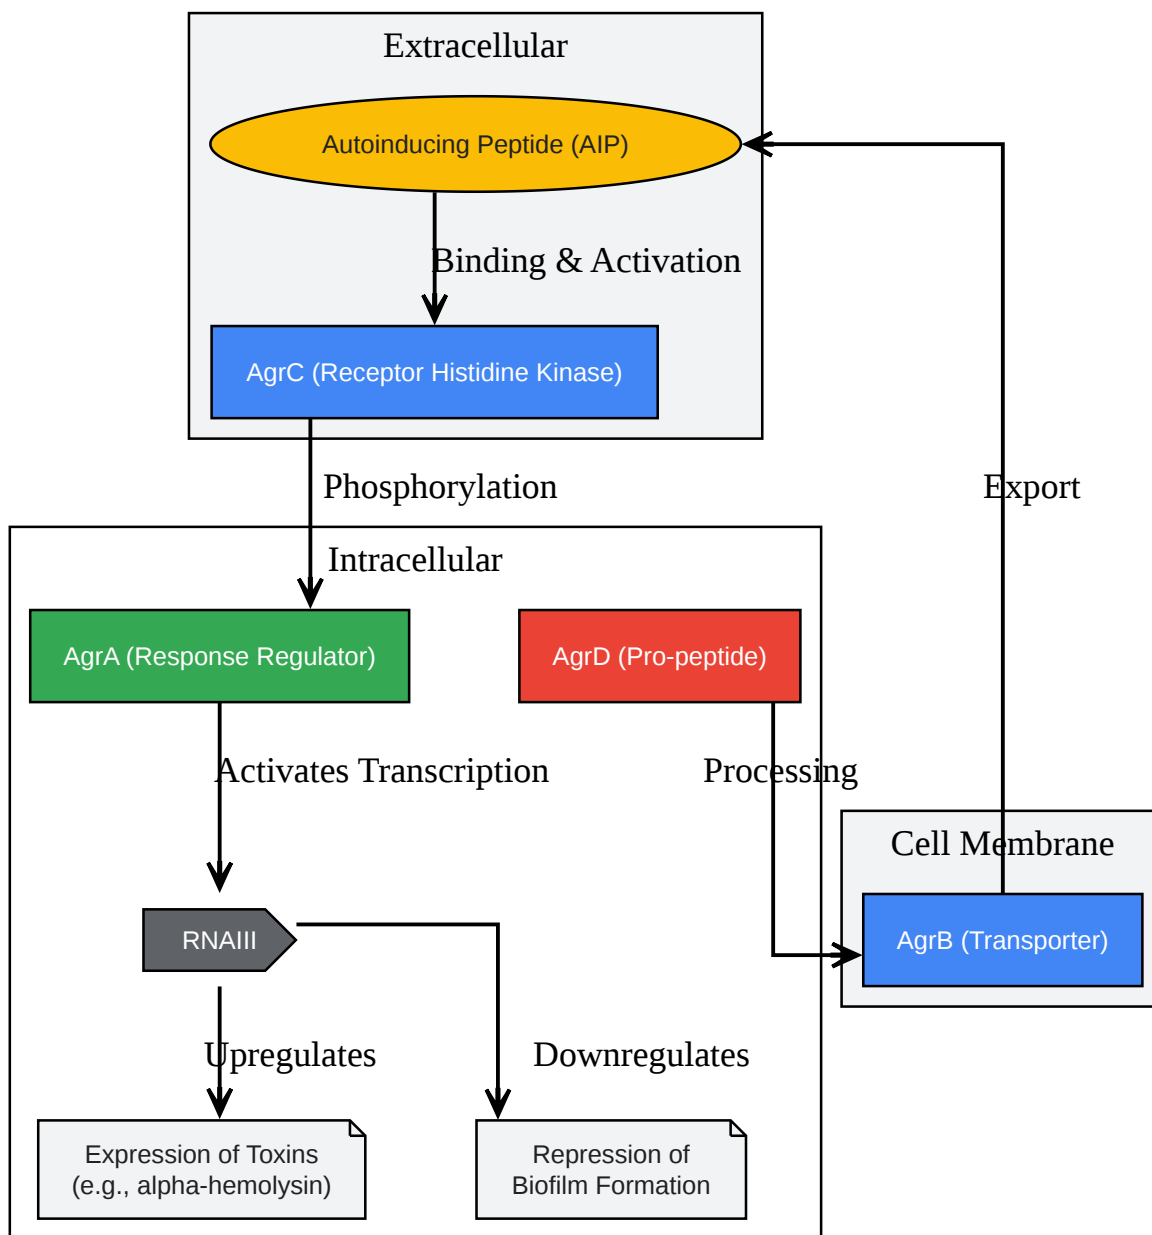 Extracellular
Autoinducing Peptide (AIP)
Binding & Activation
AgrC (Receptor Histidine Kinase)
Phosphorylation
Export
Intracellular
AgrA (Response Regulator)
AgrD (Pro-peptide)
Activates Transcription
Processing
Cell Membrane
AgrB (Transporter)
RNAIII
Upregulates
Downregulates
Expression of Toxins
(e.g., alpha-hemolysin)
Repression of
Biofilm Formation